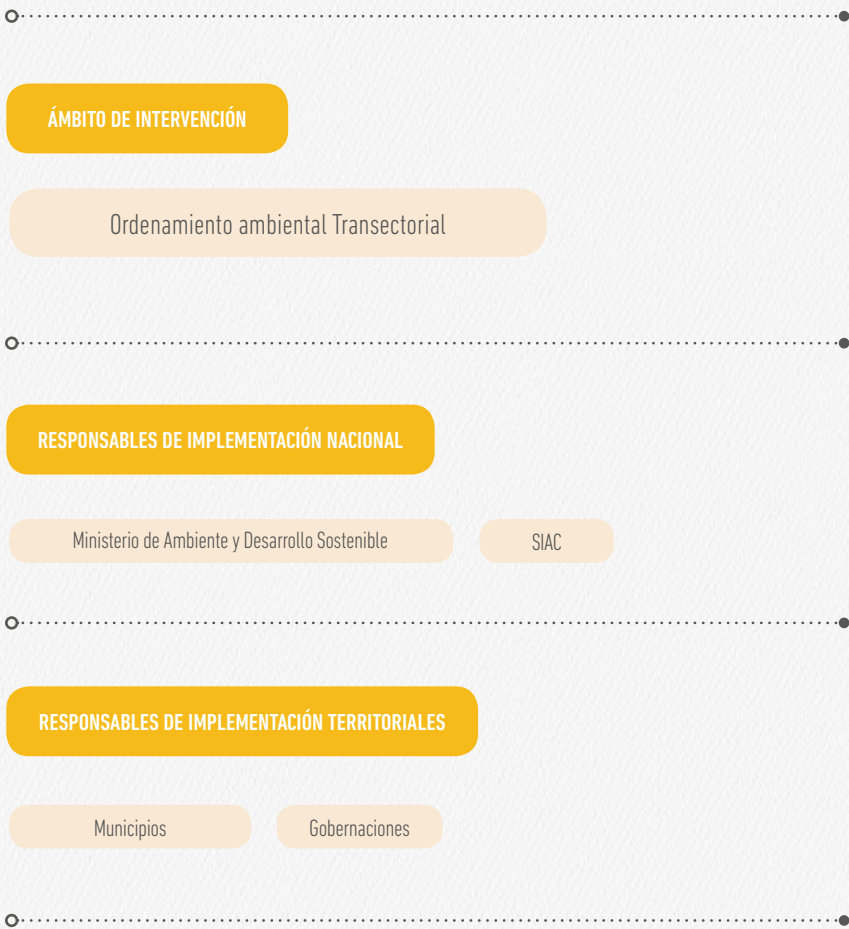 ÁMBITO DE INTERVENCIÓN
Ordenamiento ambiental Transectorial
RESPONSABLES DE IMPLEMENTACIÓN NACIONAL
Ministerio de Ambiente y Desarrollo Sostenible
SIAC
RESPONSABLES DE IMPLEMENTACIÓN TERRITORIALES
Municipios
Gobernaciones